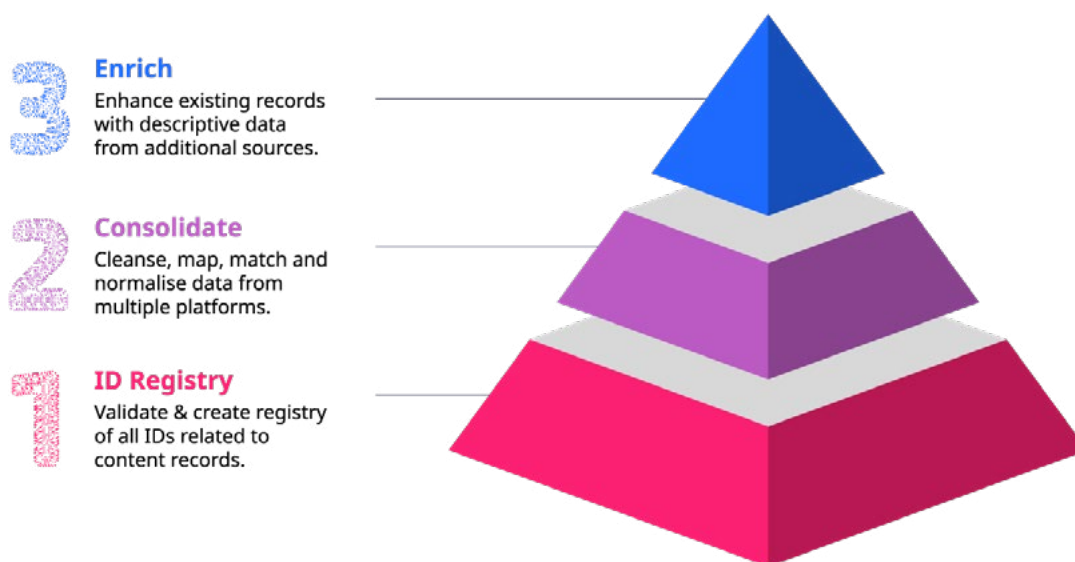 3
Enrich
Enhance existing records
with descriptive data
from additional sources.
2
Consolidate
Cleanse, map, match and
normalise data from
multiple platforms.
1
ID Registry
Validate & create registry
of all IDs related to
content records.